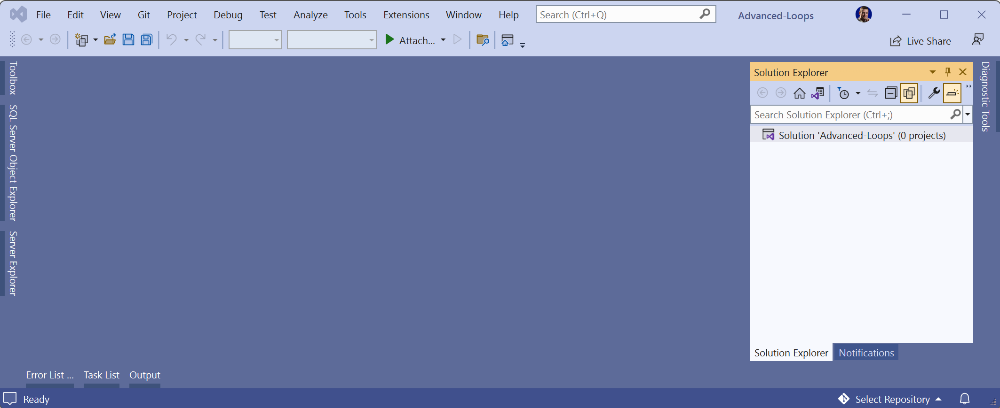 File Edit View Git Project Debug Test Analyze Tools Extensions Window Help Search (Ctrl+Q) Advanced-Loops
Attach... Live Share
Toolbox
SQL Server Object Explorer
Server Explorer
Solution Explorer
Search Solution Explorer (Ctrl+;)
Solution 'Advanced-Loops' (0 projects)
Diagnostic Tools
Solution Explorer Notifications
Error List ... Task List Output
Ready Select Repository